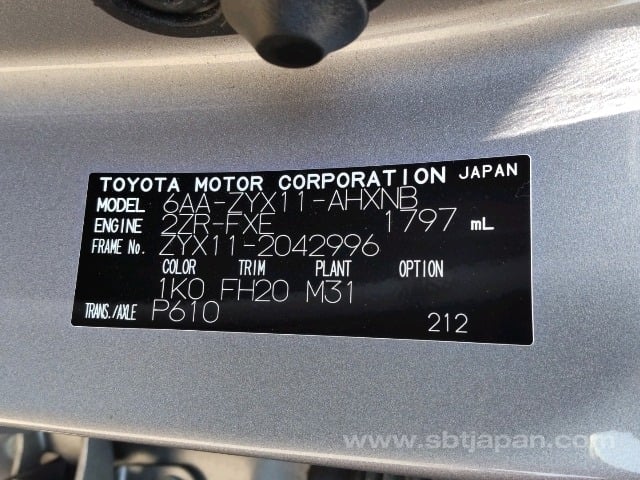 TOYOTA MOTOR CORPORATION JAPAN
MODEL 6AA-ZYX11-AHXNB
ENGINE 2ZR-FXE 1797 mL
FRAME No. ZYX11-2042996
COLOR TRIM PLANT OPTION
1K0 FH20 M31
TRANS./AXLE P610 212
www.sbtjapan.com